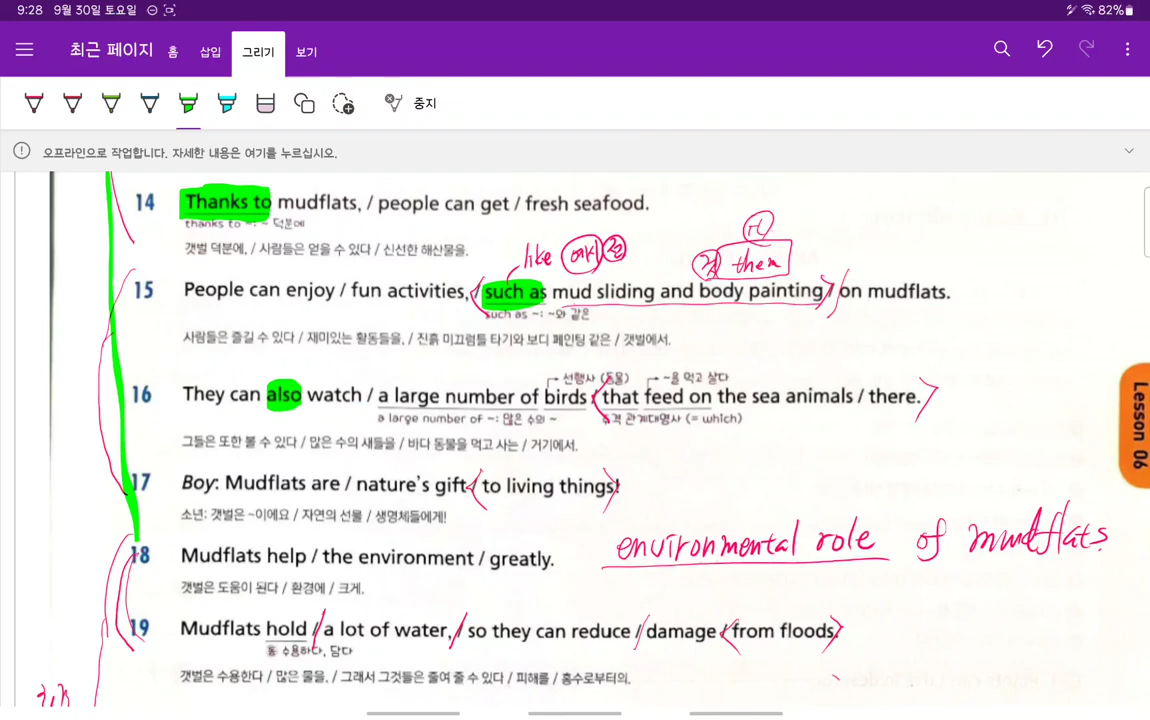 9:28 9월 30일 토요일 82%
최근 페이지 홈 삽입 그리기 보기
중지
오프라인으로 작업합니다. 자세한 내용은 여기를 누르십시오.
14 Thanks to mudflats, / people can get / fresh seafood.
thanks to ~: ~ 덕분에
갯벌 덕분에, / 사람들은 얻을 수 있다 / 신선한 해산물을.
like 예시
them
15 People can enjoy / fun activities, / such as mud sliding and body painting / on mudflats.
such as ~: ~와 같은
사람들은 즐길 수 있다 / 재미있는 활동들을, / 진흙 미끄럼틀 타기와 보디 페인팅 같은 / 갯벌에서.
선행사 (동물) ~을 먹고 살다
16 They can also watch / a large number of birds / that feed on the sea animals / there.
a large number of ~: 많은 수의 ~ 주격 관계대명사 (= which)
그들은 또한 볼 수 있다 / 많은 수의 새들을 / 바다 동물을 먹고 사는 / 거기에서.
17 Boy: Mudflats are / nature's gift / to living things!
소년: 갯벌은 ~이에요 / 자연의 선물 / 생명체들에게!
environmental role of mudflats
18 Mudflats help / the environment / greatly.
갯벌은 도움이 된다 / 환경에 / 크게.
19 Mudflats hold / a lot of water, / so they can reduce / damage / from floods.
동 수용하다, 담다
갯벌은 수용한다 / 많은 물을, / 그래서 그것들은 줄여 줄 수 있다 / 피해를 / 홍수로부터의.
Lesson 06